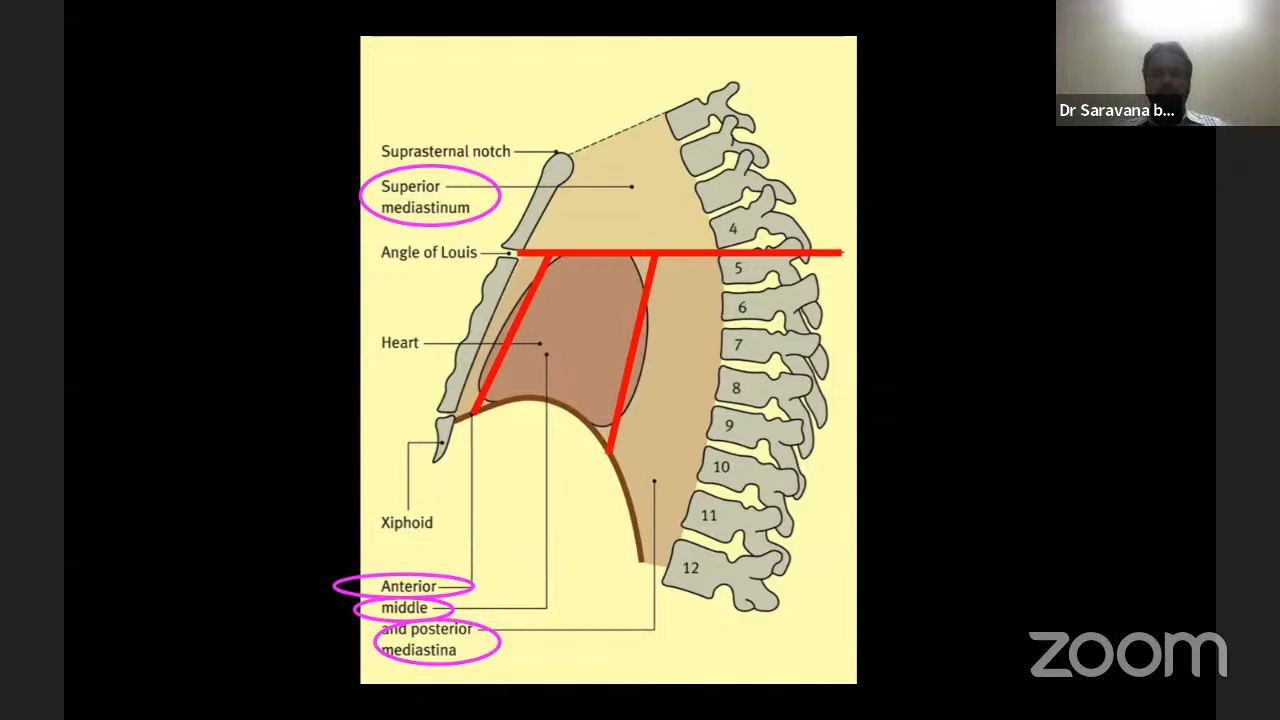 Dr Saravana b...
Suprasternal notch
Superior
mediastinum
4
Angle of Louis
5
6
Heart
7
8
9
10
11
Xiphoid
12
Anterior
middle
and posterior
mediastina
zoom